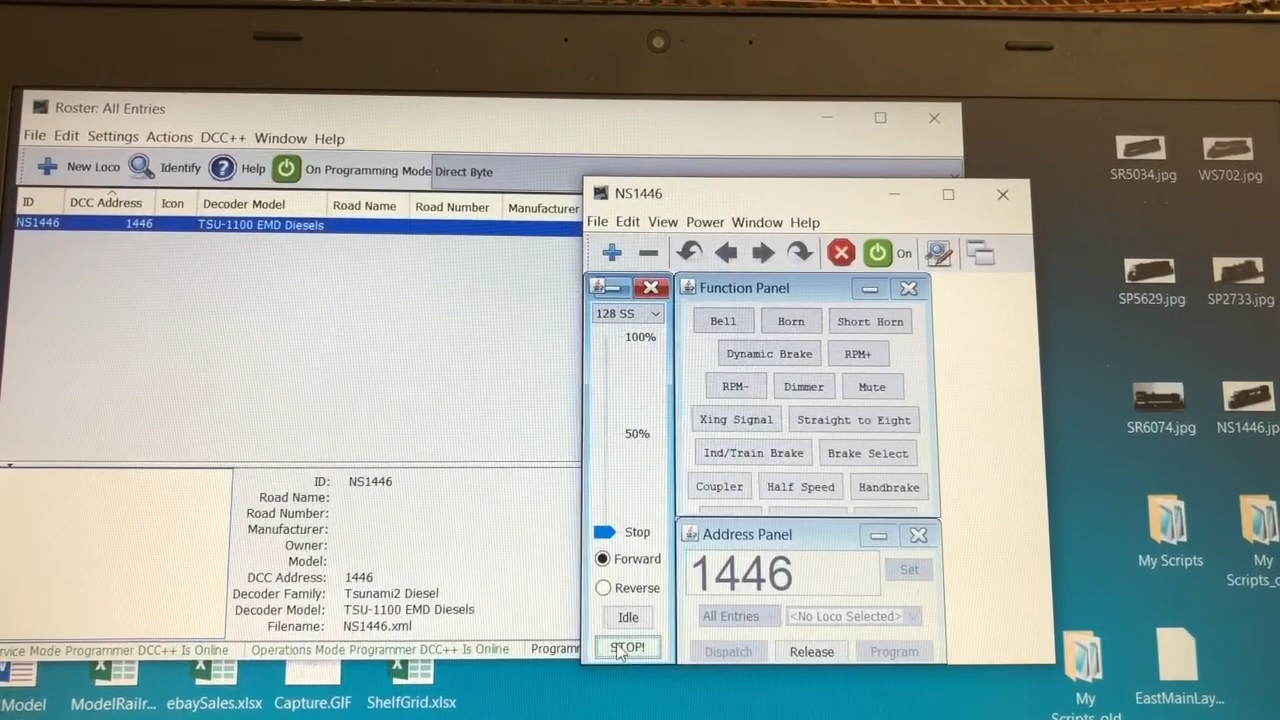 Roster: All Entries
File Edit Settings Actions DCC++ Window Help
New Loco Identify Help On Programming Mode Direct Byte
ID DCC Address Icon Decoder Model Road Name Road Number Manufacturer
NS1446 1446 TSU-1100 EMD Diesels
ID: NS1446
Road Name:
Road Number:
Manufacturer:
Owner:
Model:
DCC Address: 1446
Decoder Family: Tsunami2 Diesel
Decoder Model: TSU-1100 EMD Diesels
Filename: NS1446.xml
rvice Mode Programmer DCC++ Is Online Operations Mode Programmer DCC++ Is Online Programm
NS1446
File Edit View Power Window Help
On
128 SS
100%
50%
Stop
Forward
Reverse
Idle
STOP!
Function Panel
Bell Horn Short Horn
Dynamic Brake RPM+
RPM- Dimmer Mute
Xing Signal Straight to Eight
Ind/Train Brake Brake Select
Coupler Half Speed Handbrake
Address Panel
1446 Set
All Entries <No Loco Selected>
Dispatch Release Program
SR5034.jpg WS702.jpg
SP5629.jpg SP2733.jpg
SR6074.jpg NS1446.jp
My Scripts My
Scripts_o
My
Scripts old
EastMainLay...
Model ModelRailr... ebaySales.xlsx Capture.GIF ShelfGrid.xlsx